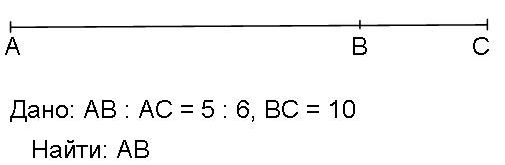 A B C
Дано: AB : AC = 5 : 6, BC = 10
Найти: AB